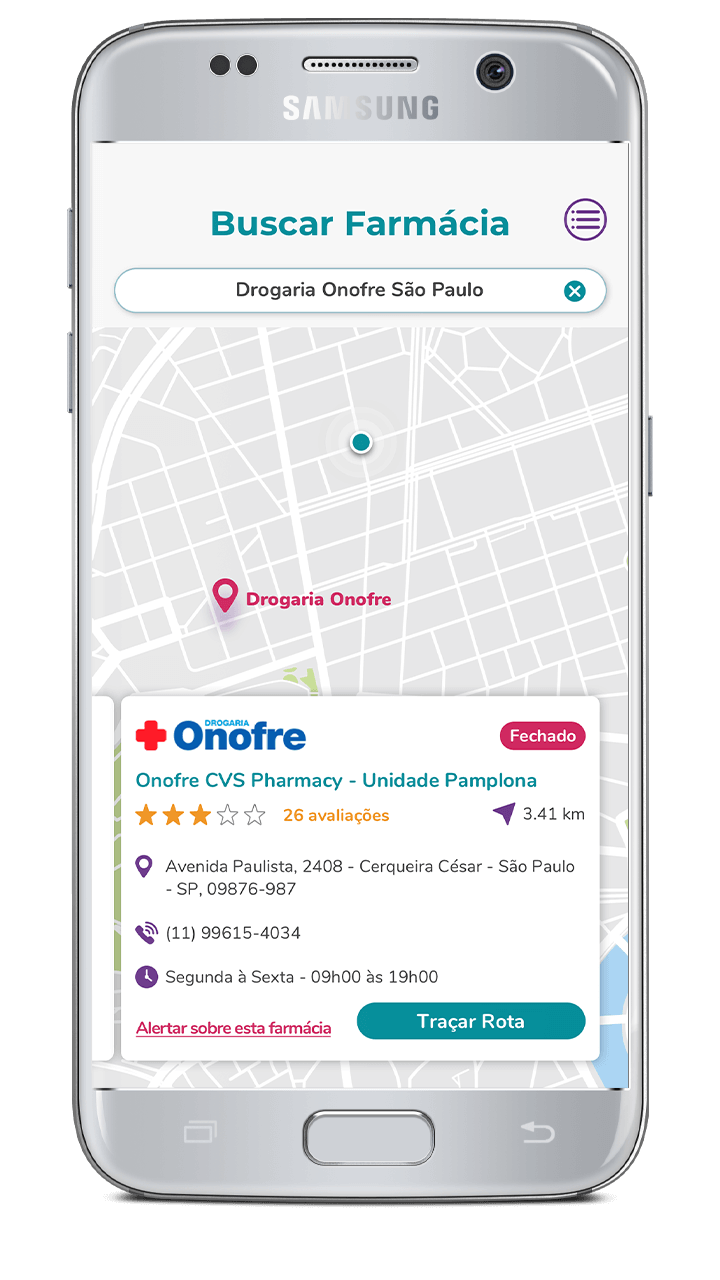 SAMSUNG
Buscar Farmácia
Drogaria Onofre São Paulo
Drogaria Onofre
DROGARIA
Onofre
Fechado
Onofre CVS Pharmacy - Unidade Pamplona
26 avaliações
3.41 km
Avenida Paulista, 2408 - Cerqueira César - São Paulo
- SP, 09876-987
(11) 99615-4034
Segunda à Sexta - 09h00 às 19h00
Alertar sobre esta farmácia
Traçar Rota